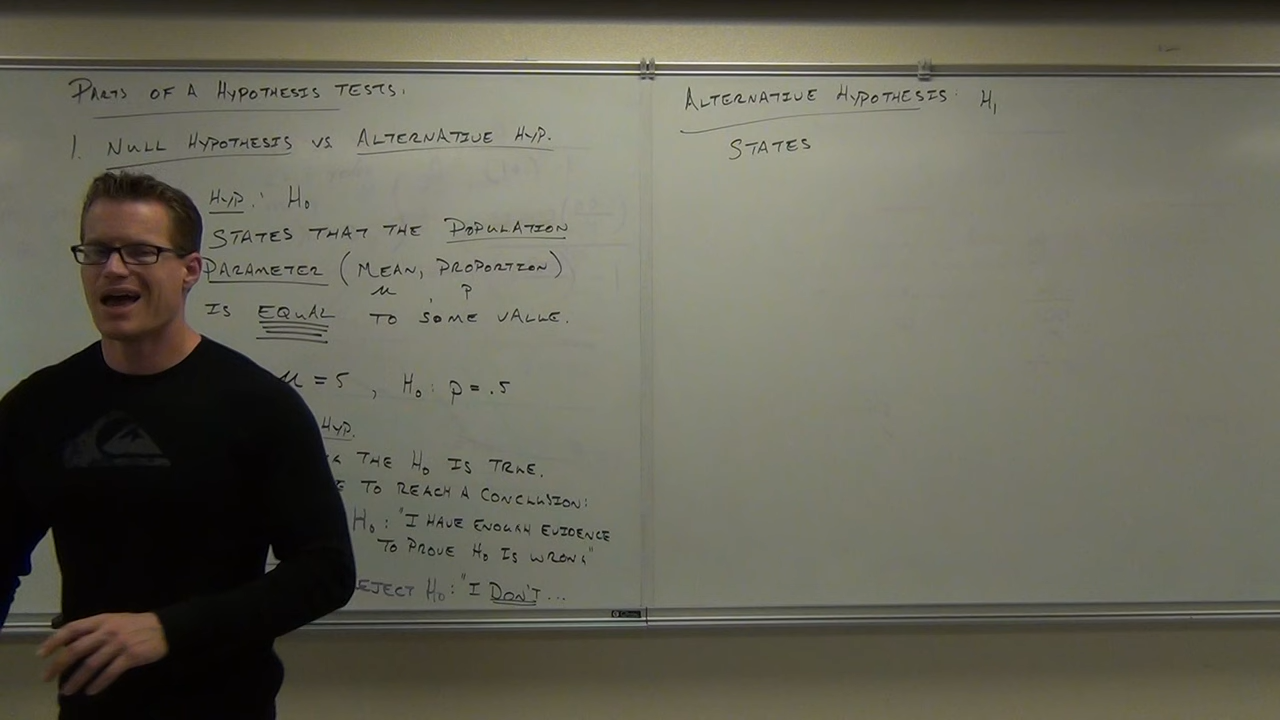 PARTS OF A HYPOTHESIS TESTS.
1. NULL HYPOTHESIS VS. ALTERNATIVE HYP.
HYP.: H₀
STATES THAT THE POPULATION
PARAMETER (MEAN, PROPORTION)
μ, p
IS EQUAL TO SOME VALUE.
μ = 5, H₀: p = .5
HYP.
THE H₀ IS TRUE.
TO REACH A CONCLUSION:
H₀: "I HAVE ENOUGH EVIDENCE
TO PROVE H₀ IS WRONG"
EJECT H₀: "I DON'T ...
ALTERNATIVE HYPOTHESIS: H₁
STATES